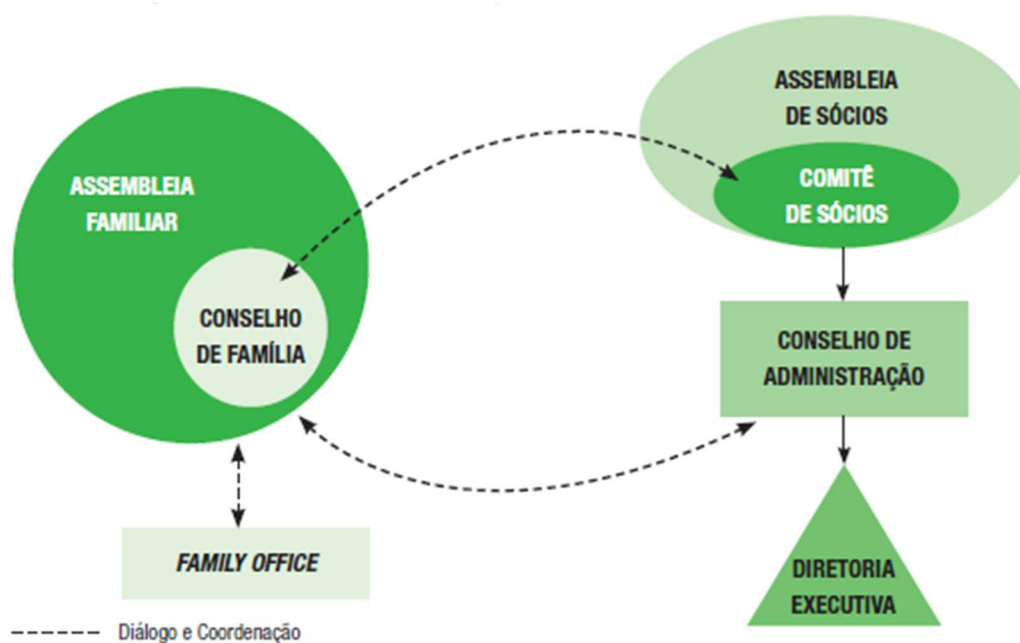 ASSEMBLEIA
FAMILIAR
CONSELHO
DE FAMÍLIA
FAMILY OFFICE
ASSEMBLEIA
DE SÓCIOS
COMITÊ
DE SÓCIOS
CONSELHO DE
ADMINISTRAÇÃO
DIRETORIA
EXECUTIVA
Diálogo e Coordenação